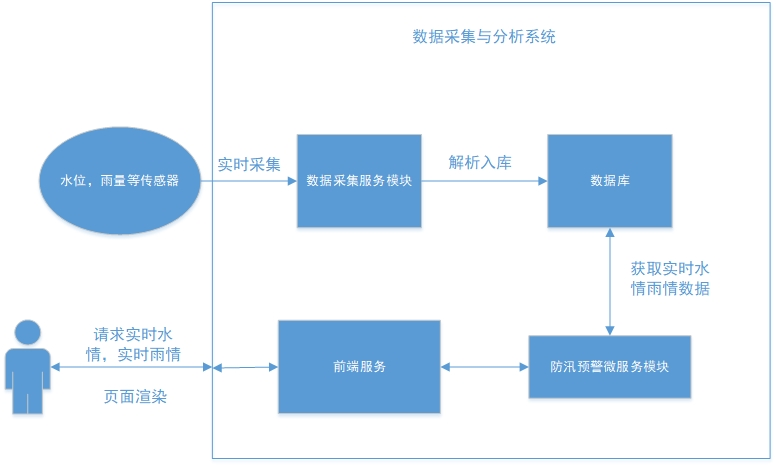 数据采集与分析系统
水位，雨量等传感器
实时采集
数据采集服务模块
解析入库
数据库
获取实时水
情雨情数据
请求实时水
情，实时雨情
页面渲染
前端服务
防汛预警微服务模块